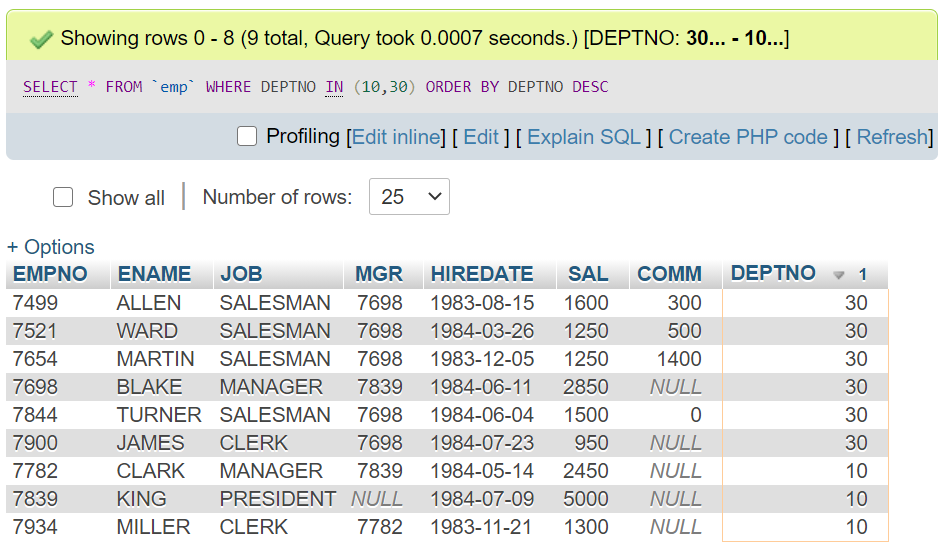 Showing rows 0 - 8 (9 total, Query took 0.0007 seconds.) [DEPTNO: 30... - 10...]
SELECT * FROM `emp` WHERE DEPTNO IN (10,30) ORDER BY DEPTNO DESC
Profiling [Edit inline] [ Edit ] [ Explain SQL ] [ Create PHP code ] [ Refresh]
Show all | Number of rows: 25
+ Options
EMPNO ENAME JOB MGR HIREDATE SAL COMM DEPTNO 1
7499 ALLEN SALESMAN 7698 1983-08-15 1600 300 30
7521 WARD SALESMAN 7698 1984-03-26 1250 500 30
7654 MARTIN SALESMAN 7698 1983-12-05 1250 1400 30
7698 BLAKE MANAGER 7839 1984-06-11 2850 NULL 30
7844 TURNER SALESMAN 7698 1984-06-04 1500 0 30
7900 JAMES CLERK 7698 1984-07-23 950 NULL 30
7782 CLARK MANAGER 7839 1984-05-14 2450 NULL 10
7839 KING PRESIDENT NULL 1984-07-09 5000 NULL 10
7934 MILLER CLERK 7782 1983-11-21 1300 NULL 10